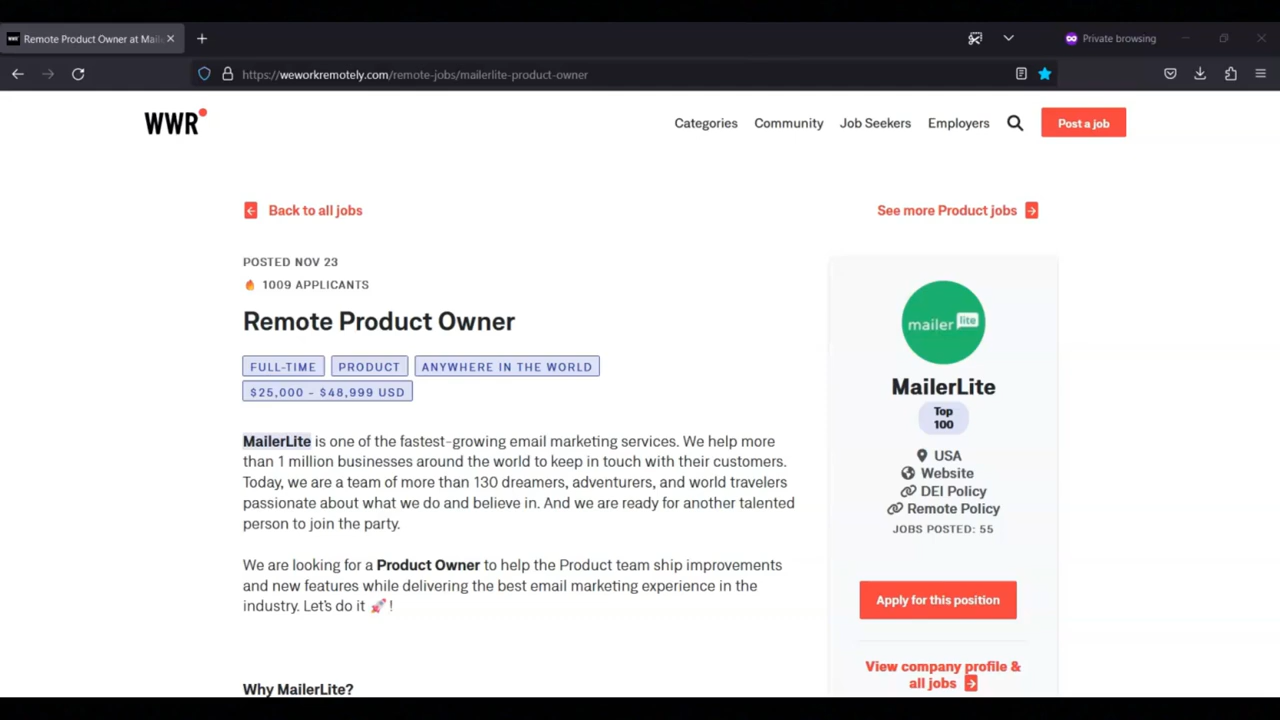 WWR Remote Product Owner at Mail
Private browsing
https://weworkremotely.com/remote-jobs/mailerlite-product-owner
WWR
Categories
Community
Job Seekers
Employers
Post a job
Back to all jobs
See more Product jobs
POSTED NOV 23
🔥 1009 APPLICANTS
Remote Product Owner
FULL-TIME
PRODUCT
ANYWHERE IN THE WORLD
$25,000 - $48,999 USD
MailerLite is one of the fastest-growing email marketing services. We help more
than 1 million businesses around the world to keep in touch with their customers.
Today, we are a team of more than 130 dreamers, adventurers, and world travelers
passionate about what we do and believe in. And we are ready for another talented
person to join the party.
We are looking for a Product Owner to help the Product team ship improvements
and new features while delivering the best email marketing experience in the
industry. Let's do it 🚀!
Why MailerLite?
mailer lite
MailerLite
Top
100
USA
Website
DEI Policy
Remote Policy
JOBS POSTED: 55
Apply for this position
View company profile &
all jobs